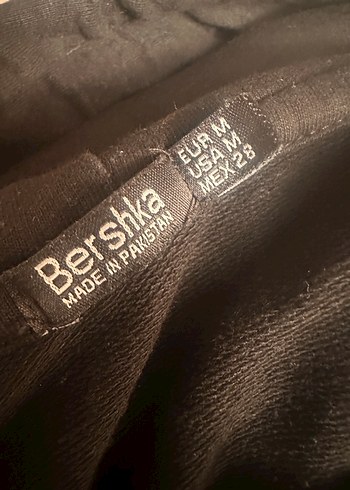 Bershka
MADE IN PAKISTAN
EUR M
USA M
MEX 28